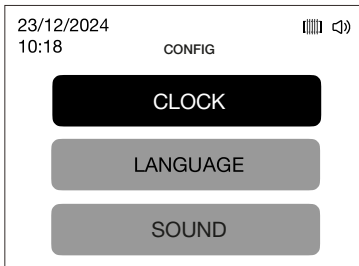 23/12/2024
10:18
CONFIG
CLOCK
LANGUAGE
SOUND